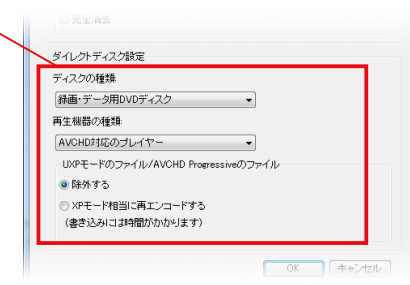 完全消去
ダイレクトディスク設定
ディスクの種類:
録画・データ用DVDディスク
再生機器の種類:
AVCHD対応のプレイヤー
UXPモードのファイル/AVCHD Progressiveのファイル
除外する
XPモード相当に再エンコードする
(書き込みには時間がかかります)
OK
キャンセル